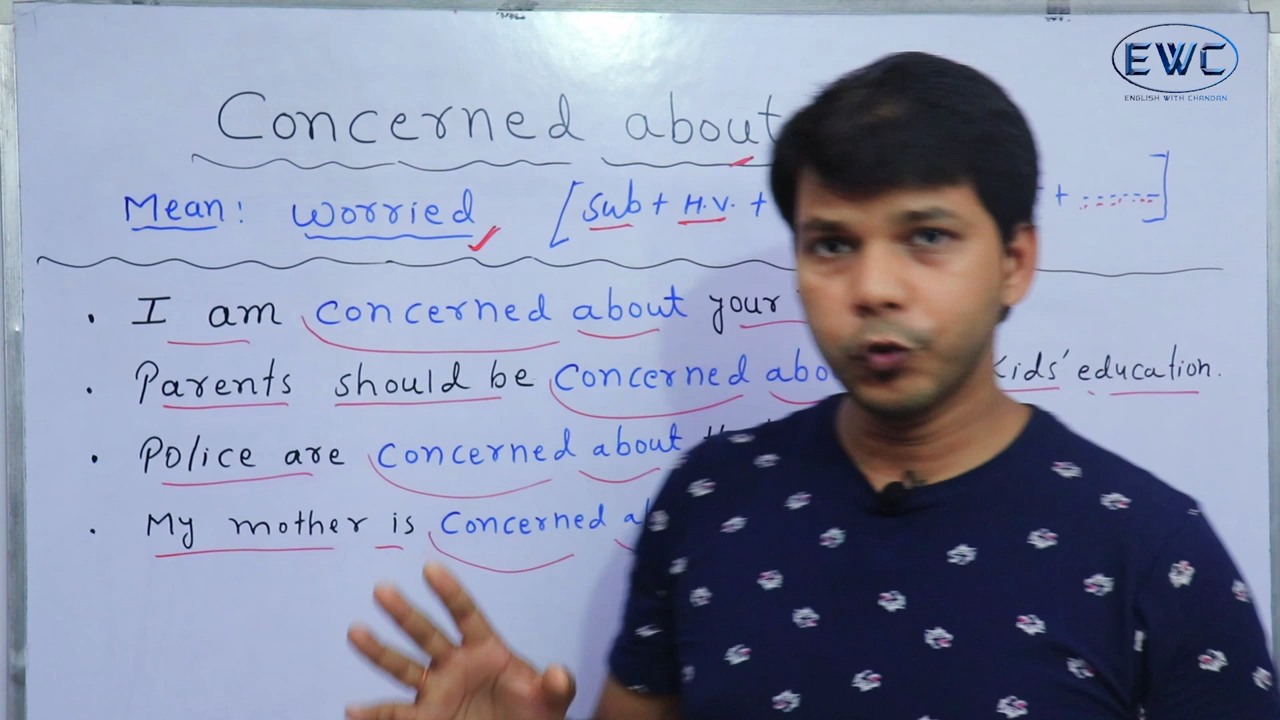 EWC
ENGLISH WITH CHANDAN
Concerned about
Mean: worried [sub + H.V. + + ......]
. I am concerned about your
. Parents should be Concerned kids' education.
. Police are concerned about
. My mother is Concerned